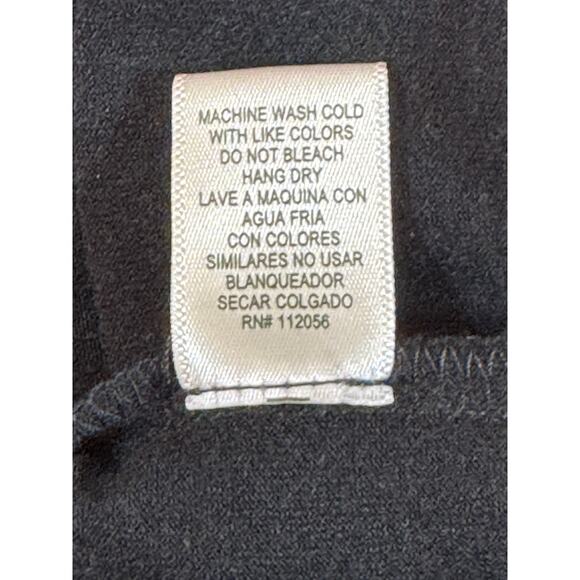 MACHINE WASH COLD
WITH LIKE COLORS
DO NOT BLEACH
HANG DRY
LAVE A MAQUINA CON
AGUA FRIA
CON COLORES
SIMILARES NO USAR
BLANQUEADOR
SECAR COLGADO
RN# 112056